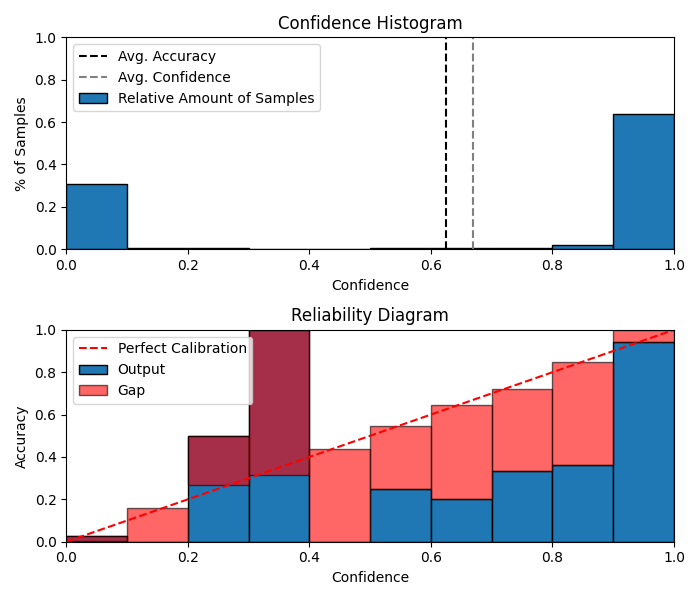 Confidence Histogram
1.0
0.8
0.6
0.4
0.2
0.0
% of Samples
Avg. Accuracy
Avg. Confidence
Relative Amount of Samples
0.0 0.2 0.4 0.6 0.8 1.0
Confidence
Reliability Diagram
1.0
0.8
0.6
0.4
0.2
0.0
Accuracy
Perfect Calibration
Output
Gap
0.0 0.2 0.4 0.6 0.8 1.0
Confidence